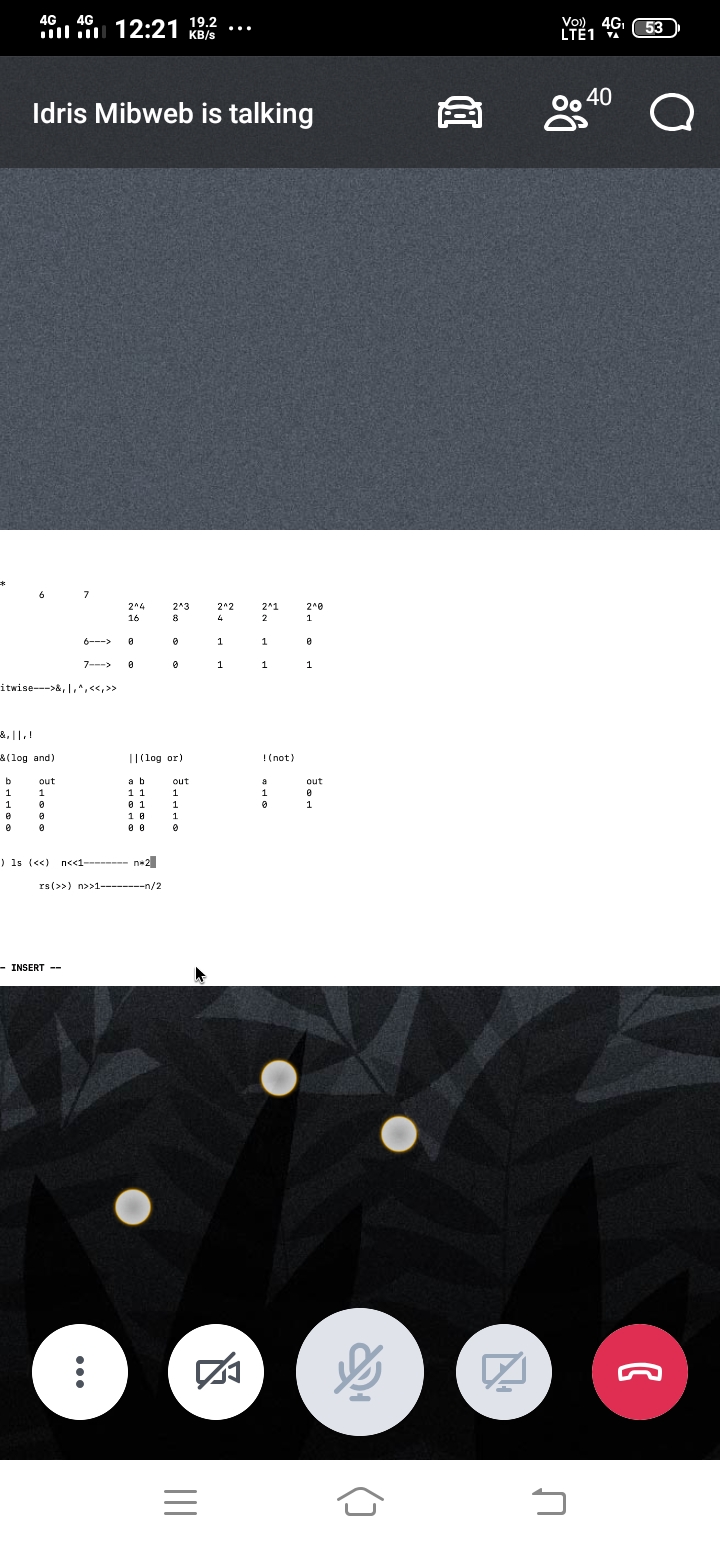 4G 4G 12:21 19.2 KB/s ... Vo)) LTE1 4G1 53
Idris Mibweb is talking 40
*
6 7
2^4 2^3 2^2 2^1 2^0
16 8 4 2 1
6---> 0 0 1 1 0
7---> 0 0 1 1 1
itwise--->&,|,^,<<,>>
&,||,!
&(log and) ||(log or) !(not)
b out a b out a out
1 1 1 1 1 1 0
1 0 0 1 1 0 1
0 0 1 0 1
0 0 0 0 0
) ls (<<) n<<1-------- n*2
rs(>>) n>>1--------n/2
- INSERT --